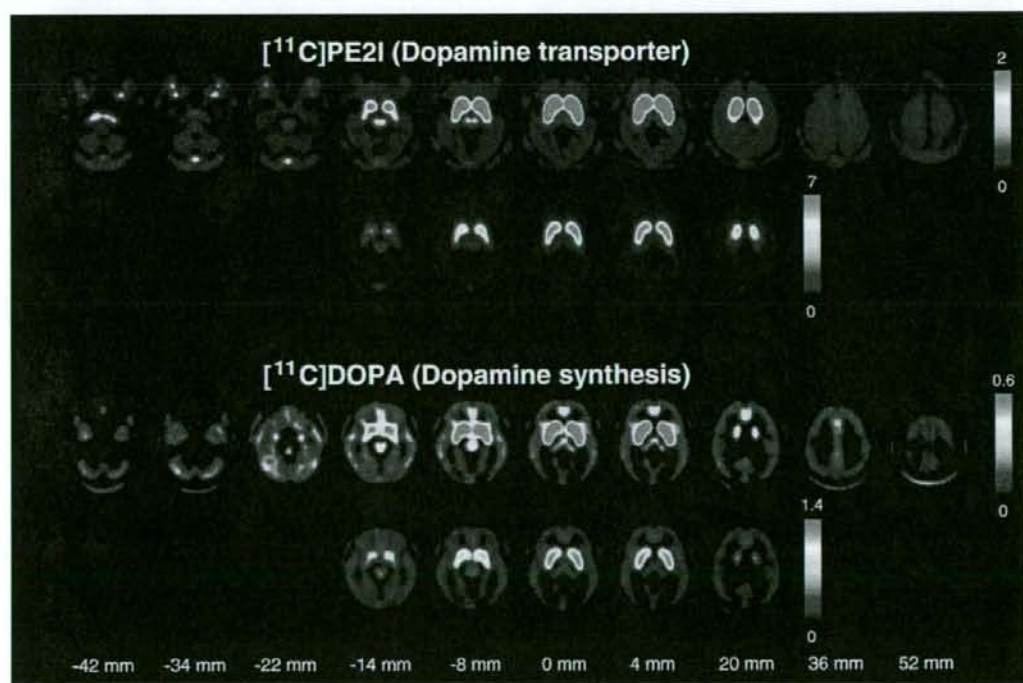 [¹¹C]PE2I (Dopamine transporter)
2
0
7
0
[¹¹C]DOPA (Dopamine synthesis)
0.6
0
1.4
0
-42 mm -34 mm -22 mm -14 mm -8 mm 0 mm 4 mm 20 mm 36 mm 52 mm